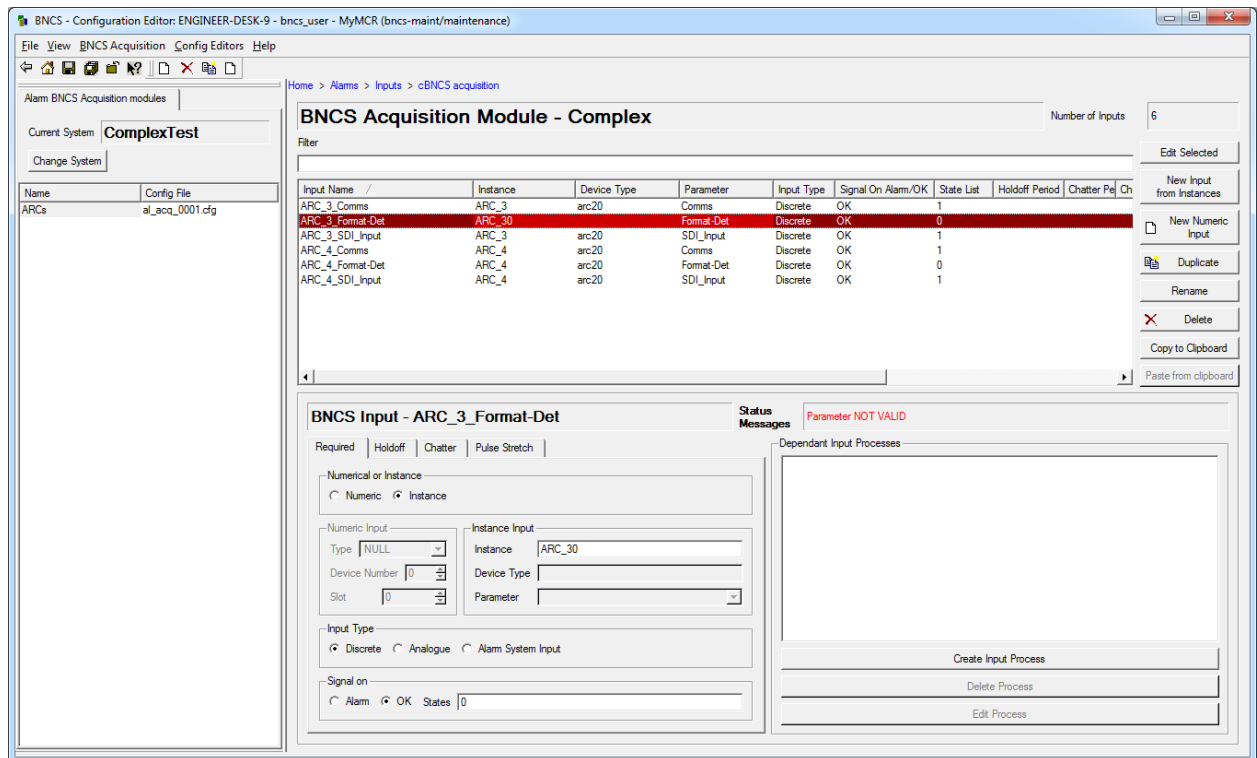 BNCS - Configuration Editor: ENGINEER-DESK-9 - bncs_user - MyMCR (bncs-maint/maintenance)
File View BNCS Acquisition Config Editors Help
Home > Alarms > Inputs > cBNCS acquisition
Alarm BNCS Acquisition modules
Current System ComplexTest
Change System
Name Config File
ARCs al_acq_0001.cfg
BNCS Acquisition Module - Complex
Number of Inputs 6
Filter
Input Name Instance Device Type Parameter Input Type Signal On Alarm/OK State List Holdoff Period Chatter Pe Ch
ARC_3_Comms ARC_3 arc20 Comms Discrete OK 1
ARC_3_Format-Det ARC_30 Format-Det Discrete OK 0
ARC_3_SDI_Input ARC_3 arc20 SDI_Input Discrete OK 1
ARC_4_Comms ARC_4 arc20 Comms Discrete OK 1
ARC_4_Format-Det ARC_4 arc20 Format-Det Discrete OK 0
ARC_4_SDI_Input ARC_4 arc20 SDI_Input Discrete OK 1
Edit Selected
New Input
from Instances
New Numeric
Input
Duplicate
Rename
Delete
Copy to Clipboard
Paste from clipboard
BNCS Input - ARC_3_Format-Det
Status
Messages
Parameter NOT VALID
Required Holdoff Chatter Pulse Stretch
Numerical or Instance
Numeric Instance
Numeric Input
Type NULL
Device Number 0
Slot 0
Instance Input
Instance ARC_30
Device Type
Parameter
Input Type
Discrete Analogue Alarm System Input
Signal on
Alarm OK States 0
Dependant Input Processes
Create Input Process
Delete Process
Edit Process